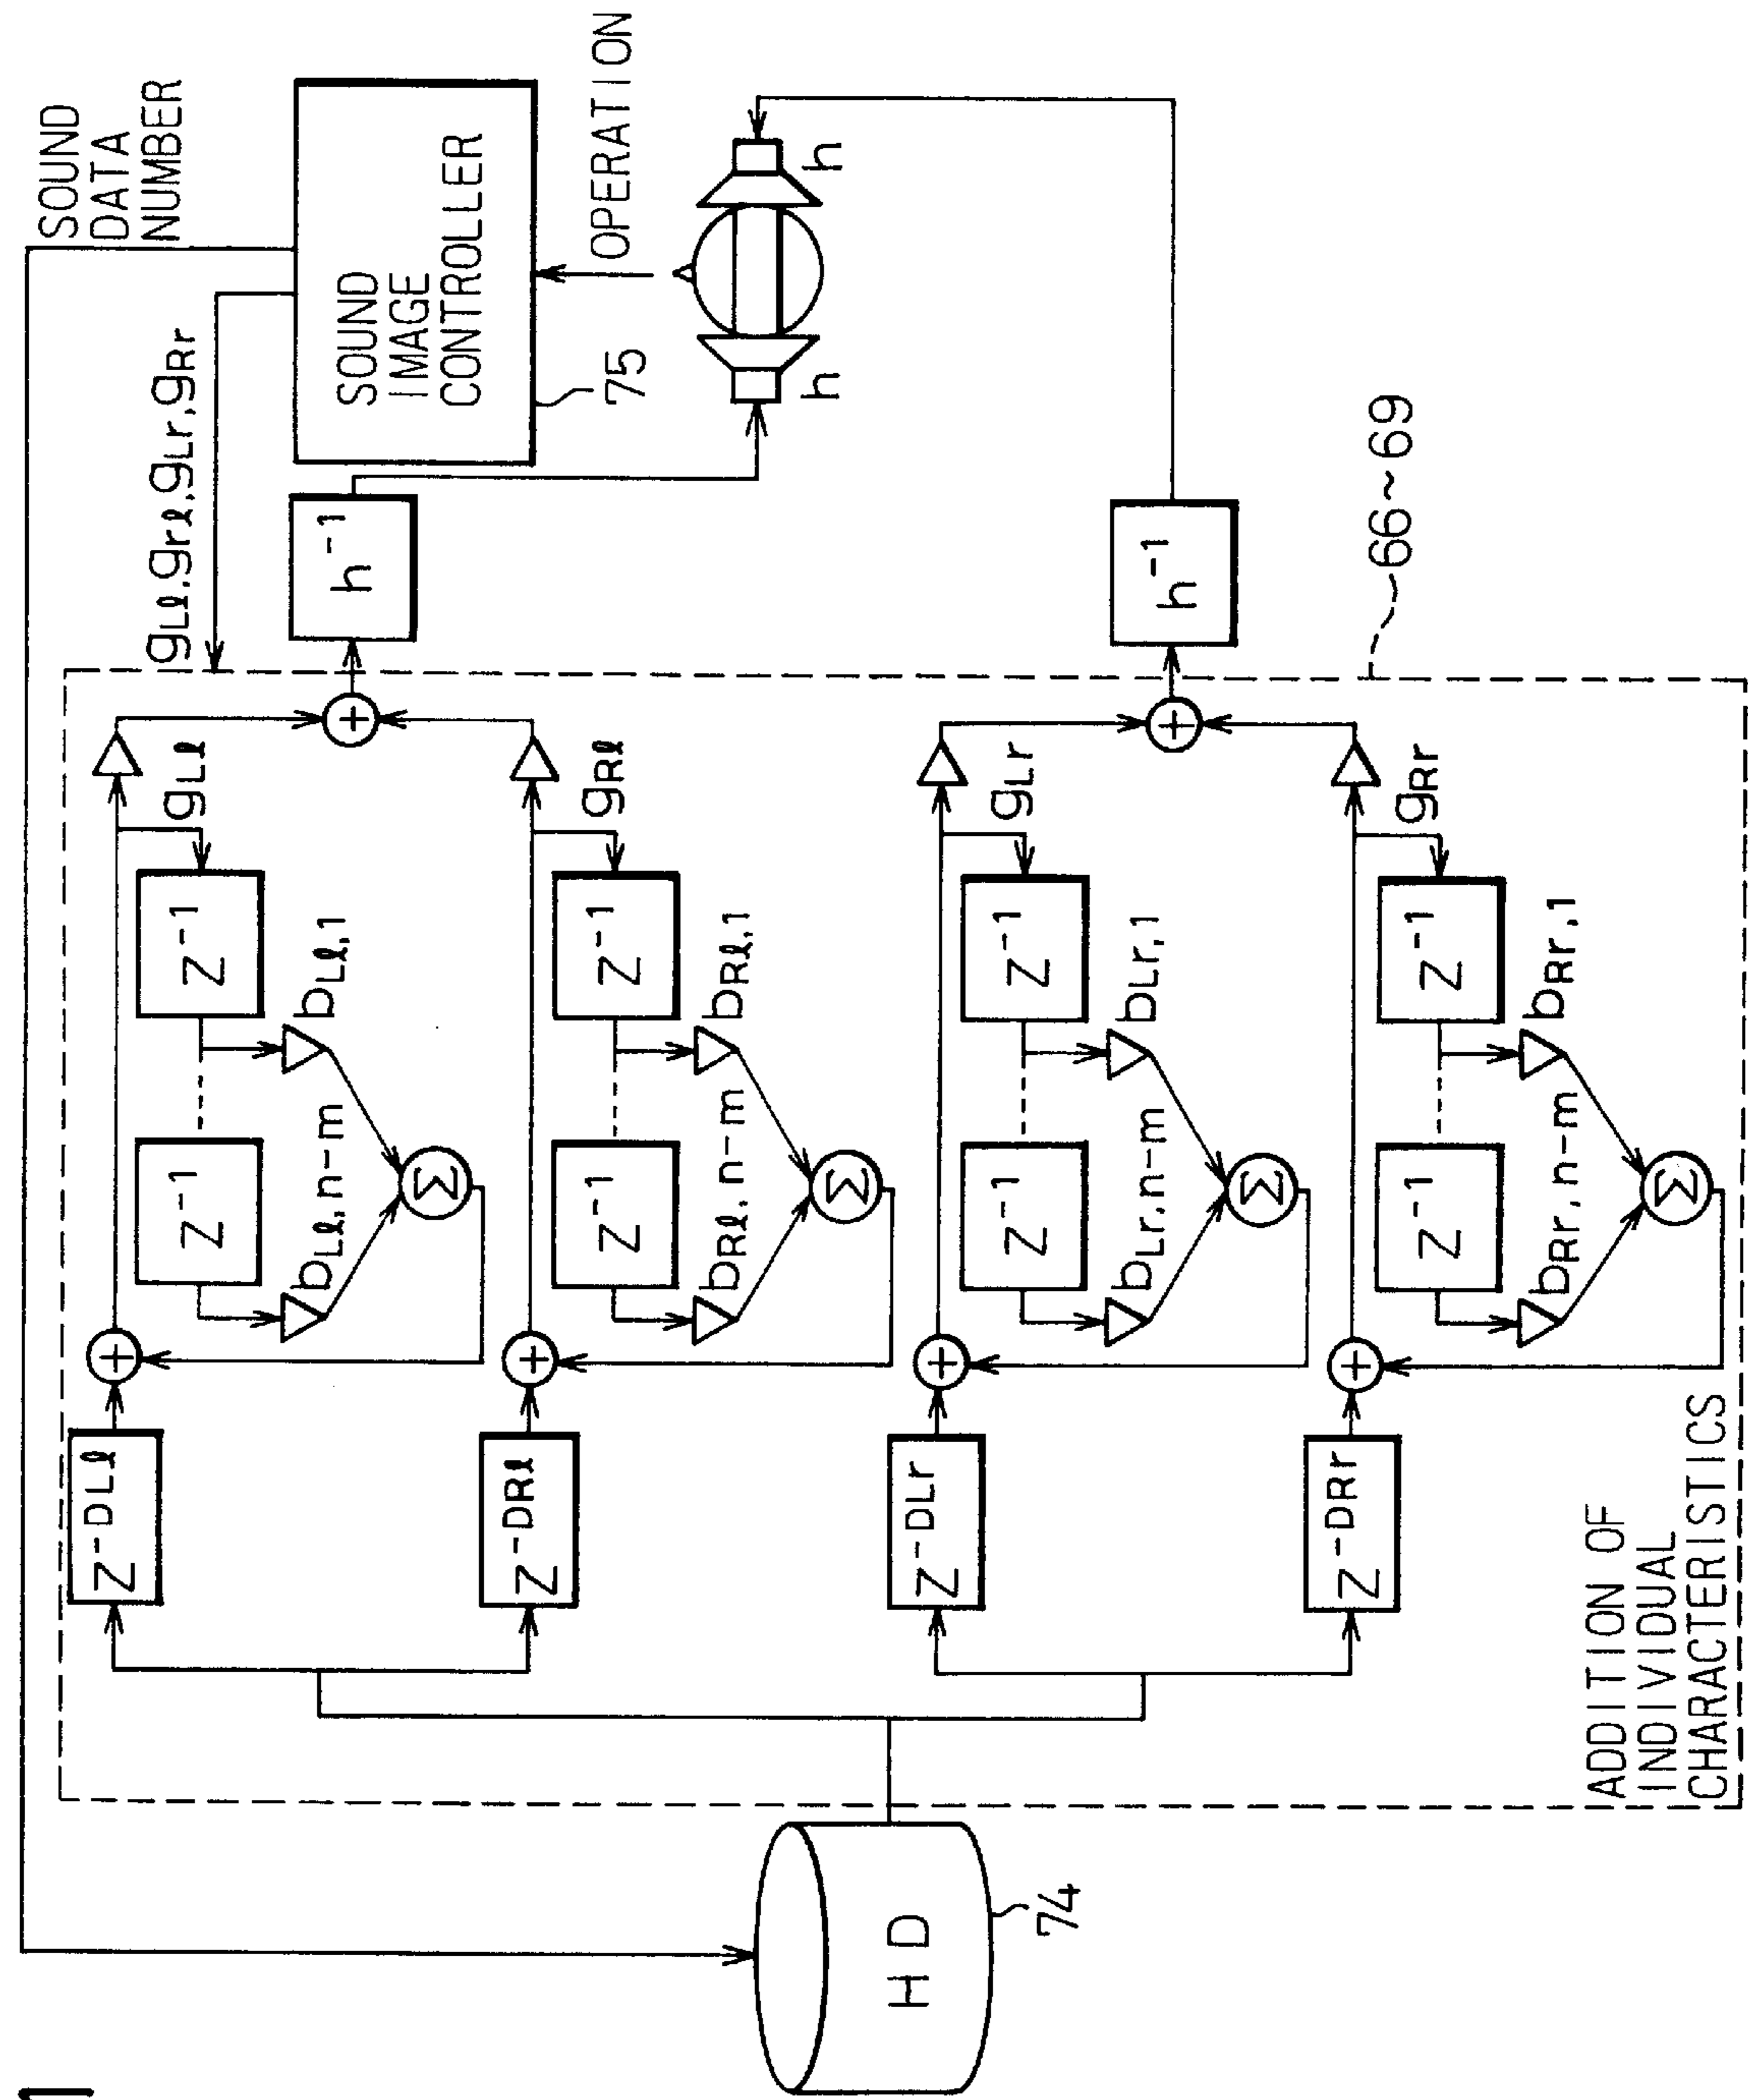 SOUND
DATA
NUMBER
gLℓ,grℓ,gLr,gRr
SOUND
IMAGE
CONTROLLER
75
OPERATION
h
h
h⁻¹
h⁻¹
66~69
Z⁻ᴰᴸℓ
+
Z⁻¹
Z⁻¹
bLℓ,n-m
bLℓ,1
Σ
gLℓ
+
Z⁻ᴰᴿℓ
+
Z⁻¹
Z⁻¹
bRℓ,n-m
bRℓ,1
Σ
gRℓ
Z⁻ᴰᴸʳ
+
Z⁻¹
Z⁻¹
bLr,n-m
bLr,1
Σ
gLr
+
Z⁻ᴰᴿʳ
+
Z⁻¹
Z⁻¹
bRr,n-m
bRr,1
Σ
gRr
ADDITION OF
INDIVIDUAL
CHARACTERISTICS
HD
74